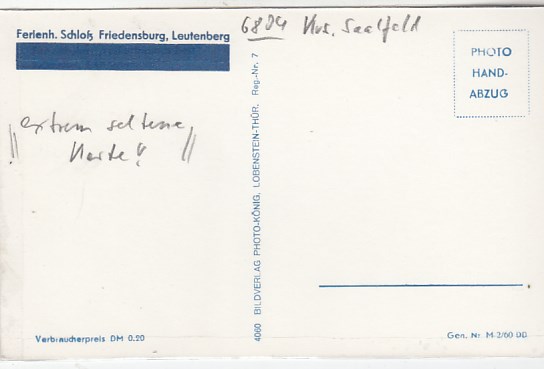 Ferienh. Schloß Friedensburg, Leutenberg
6804 Krs. Saalfeld
PHOTO
HAND-
ABZUG
"extrem seltene
Karte!"
4060 BILDVERLAG PHOTO-KÖNIG, LOBENSTEIN-THÜR. Reg.-Nr. 7
Verbraucherpreis DM 0.20
Gen. Nr. M-2/60 DD